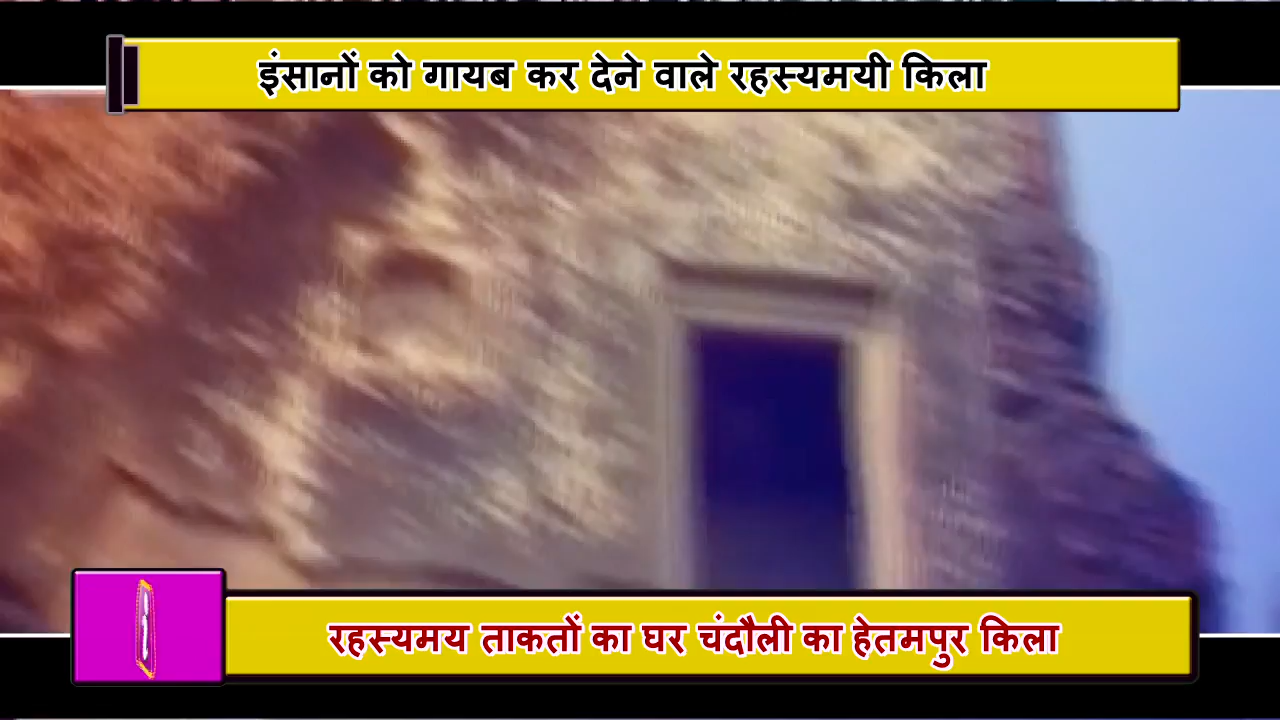 इंसानों को गायब कर देने वाले रहस्यमयी किला
रहस्यमय ताकतों का घर चंदौली का हेतमपुर किला